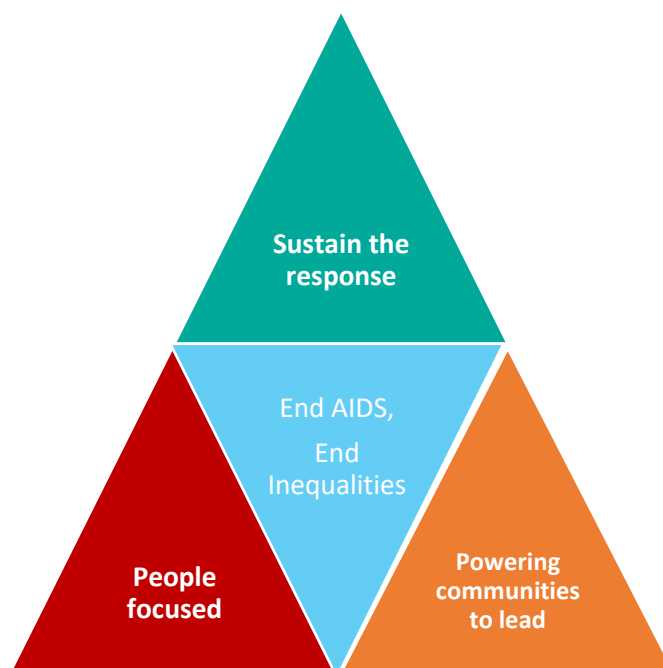 Sustain the
response
End AIDS,
End
Inequalities
People
focused
Powering
communities
to lead